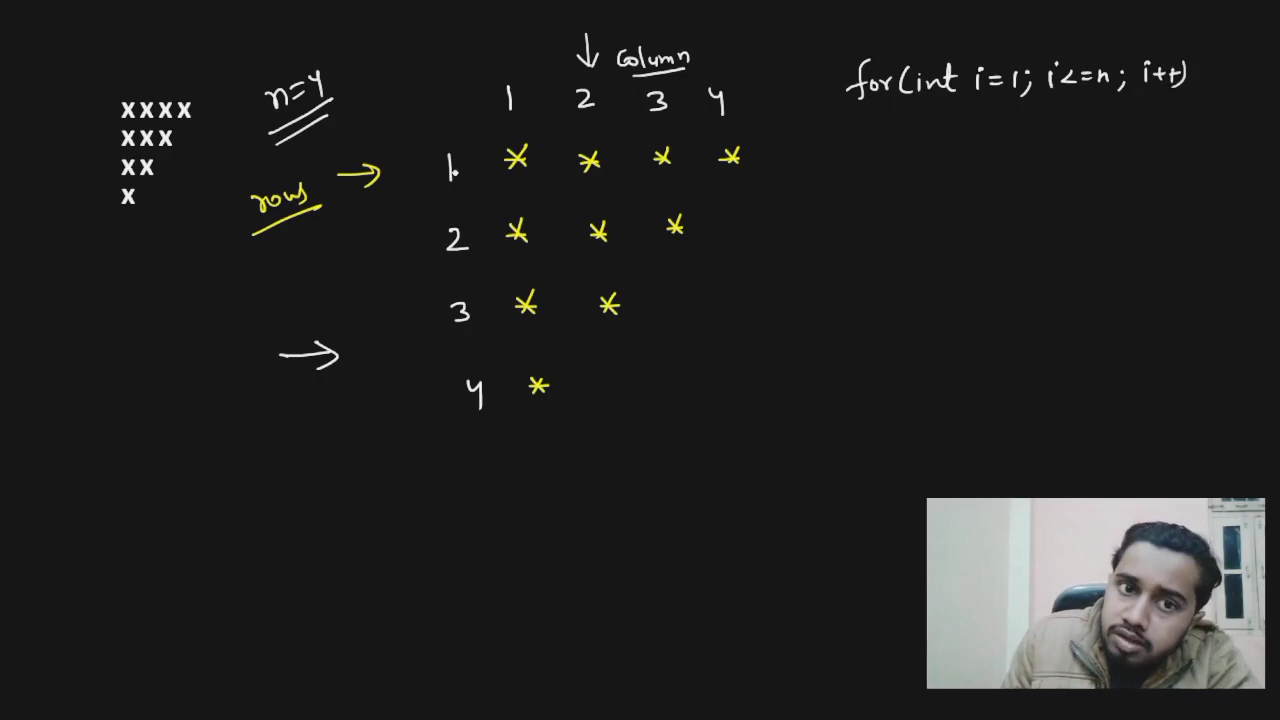 XXXX
XXX
XX
X
n=4
rows →
↓ Column
1 2 3 4
1. * * * *
2 * * *
3 * *
→
4 *
for(int i=1; i<=n; i++)